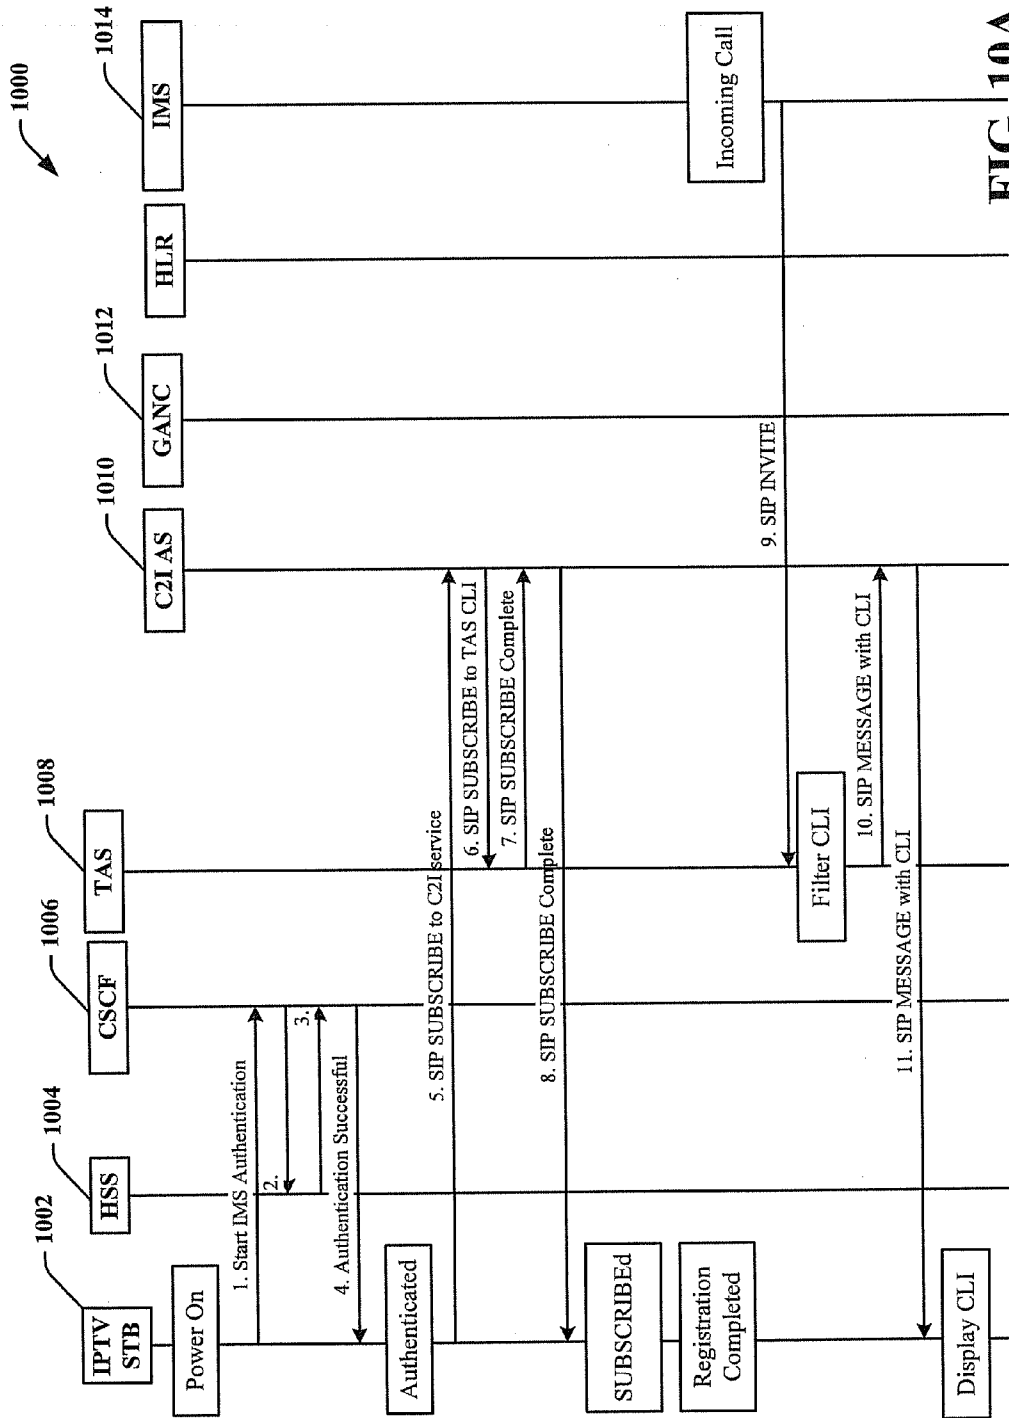 1000
1002
1004
1006
1008
1010
1012
1014
IPTV
STB
HSS
CSCF
TAS
C2I AS
GANC
HLR
IMS
Power On
1. Start IMS Authentication
2.
3.
4. Authentication Successful
Authenticated
5. SIP SUBSCRIBE to C2I service
6. SIP SUBSCRIBE to TAS CLI
7. SIP SUBSCRIBE Complete
8. SIP SUBSCRIBE Complete
SUBSCRIBEd
Registration
Completed
Incoming Call
9. SIP INVITE
Filter CLI
10. SIP MESSAGE with CLI
11. SIP MESSAGE with CLI
Display CLI
FIG 10A